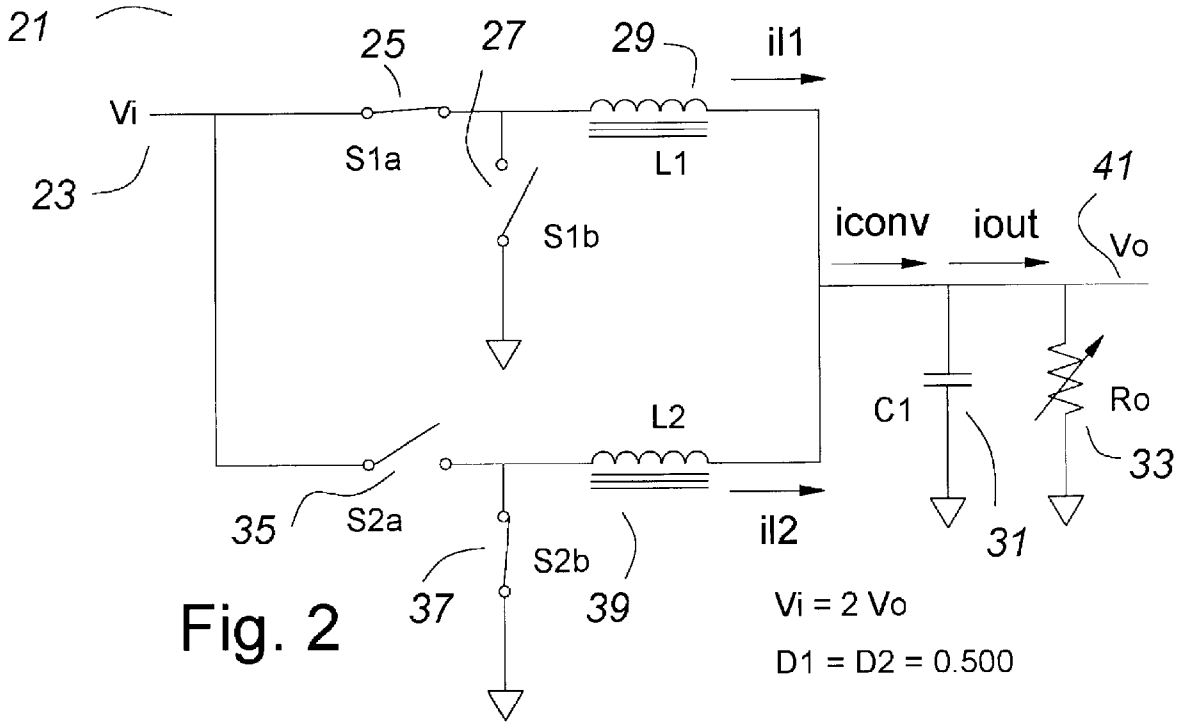 21
27
25
29
il1
Vi
S1a
L1
23
41
S1b
iconv
iout
Vo
C1
Ro
L2
33
35
S2a
il2
31
S2b
37
39
Vi = 2 Vo
Fig. 2
D1 = D2 = 0.500